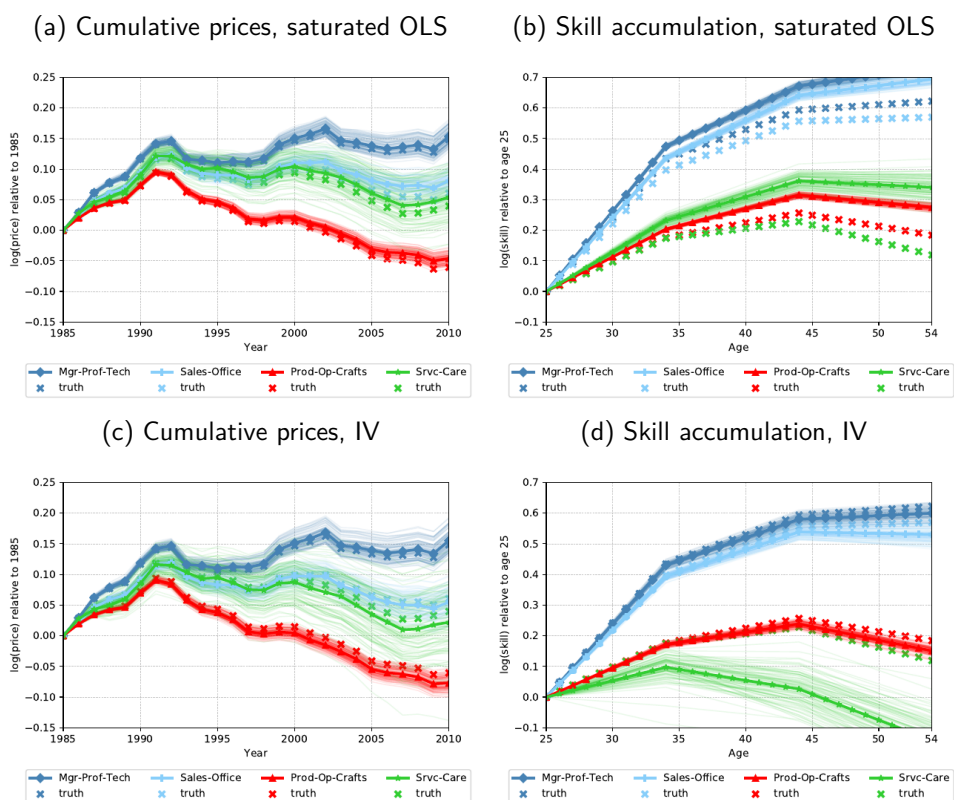 (a) Cumulative prices, saturated OLS
(b) Skill accumulation, saturated OLS
0.25
0.20
0.15
0.10
0.05
0.00
−0.05
−0.10
−0.15
log(price) relative to 1985
1985 1990 1995 2000 2005 2010
Year
Mgr-Prof-Tech Sales-Office Prod-Op-Crafts Srvc-Care
truth truth truth truth
0.7
0.6
0.5
0.4
0.3
0.2
0.1
0.0
−0.1
log(skill) relative to age 25
25 30 35 40 45 50 54
Age
Mgr-Prof-Tech Sales-Office Prod-Op-Crafts Srvc-Care
truth truth truth truth
(c) Cumulative prices, IV
(d) Skill accumulation, IV
0.25
0.20
0.15
0.10
0.05
0.00
−0.05
−0.10
−0.15
log(price) relative to 1985
1985 1990 1995 2000 2005 2010
Year
Mgr-Prof-Tech Sales-Office Prod-Op-Crafts Srvc-Care
truth truth truth truth
0.7
0.6
0.5
0.4
0.3
0.2
0.1
0.0
−0.1
log(skill) relative to age 25
25 30 35 40 45 50 54
Age
Mgr-Prof-Tech Sales-Office Prod-Op-Crafts Srvc-Care
truth truth truth truth